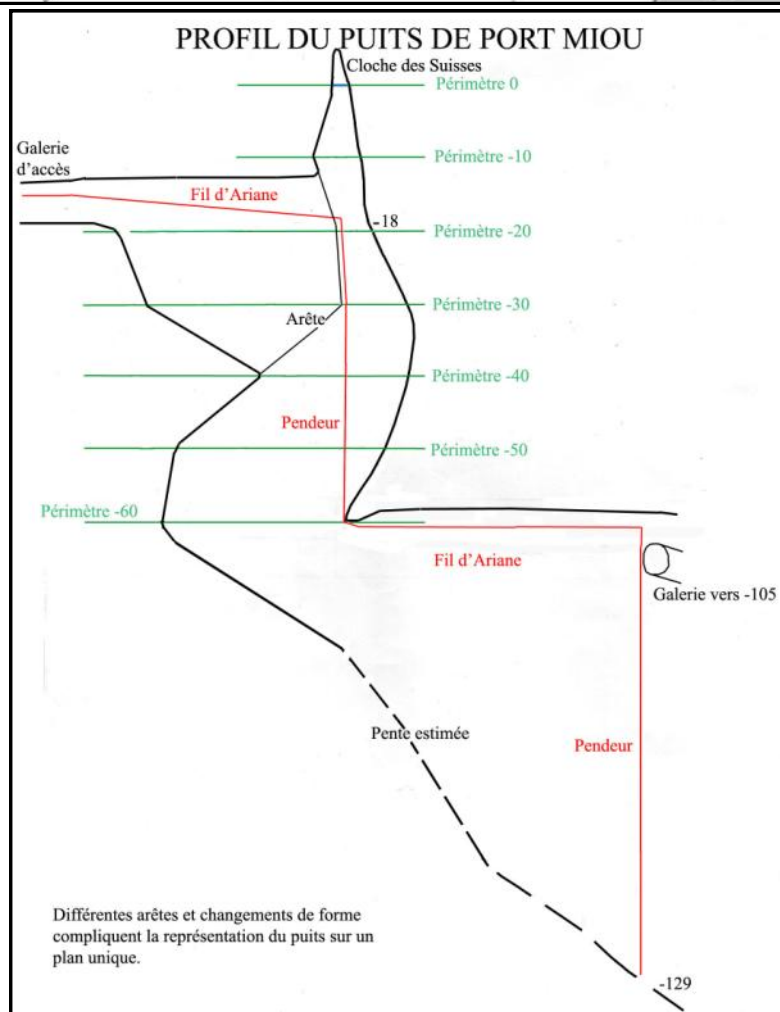 PROFIL DU PUITS DE PORT MIOU
Cloche des Suisses
Périmètre 0
Galerie
d'accès
Périmètre -10
Fil d'Ariane
-18
Périmètre -20
Périmètre -30
Arête
Périmètre -40
Pendeur
Périmètre -50
Périmètre -60
Fil d'Ariane
Galerie vers -105
Pente estimée
Pendeur
Différentes arêtes et changements de forme
compliquent la représentation du puits sur un
plan unique.
-129